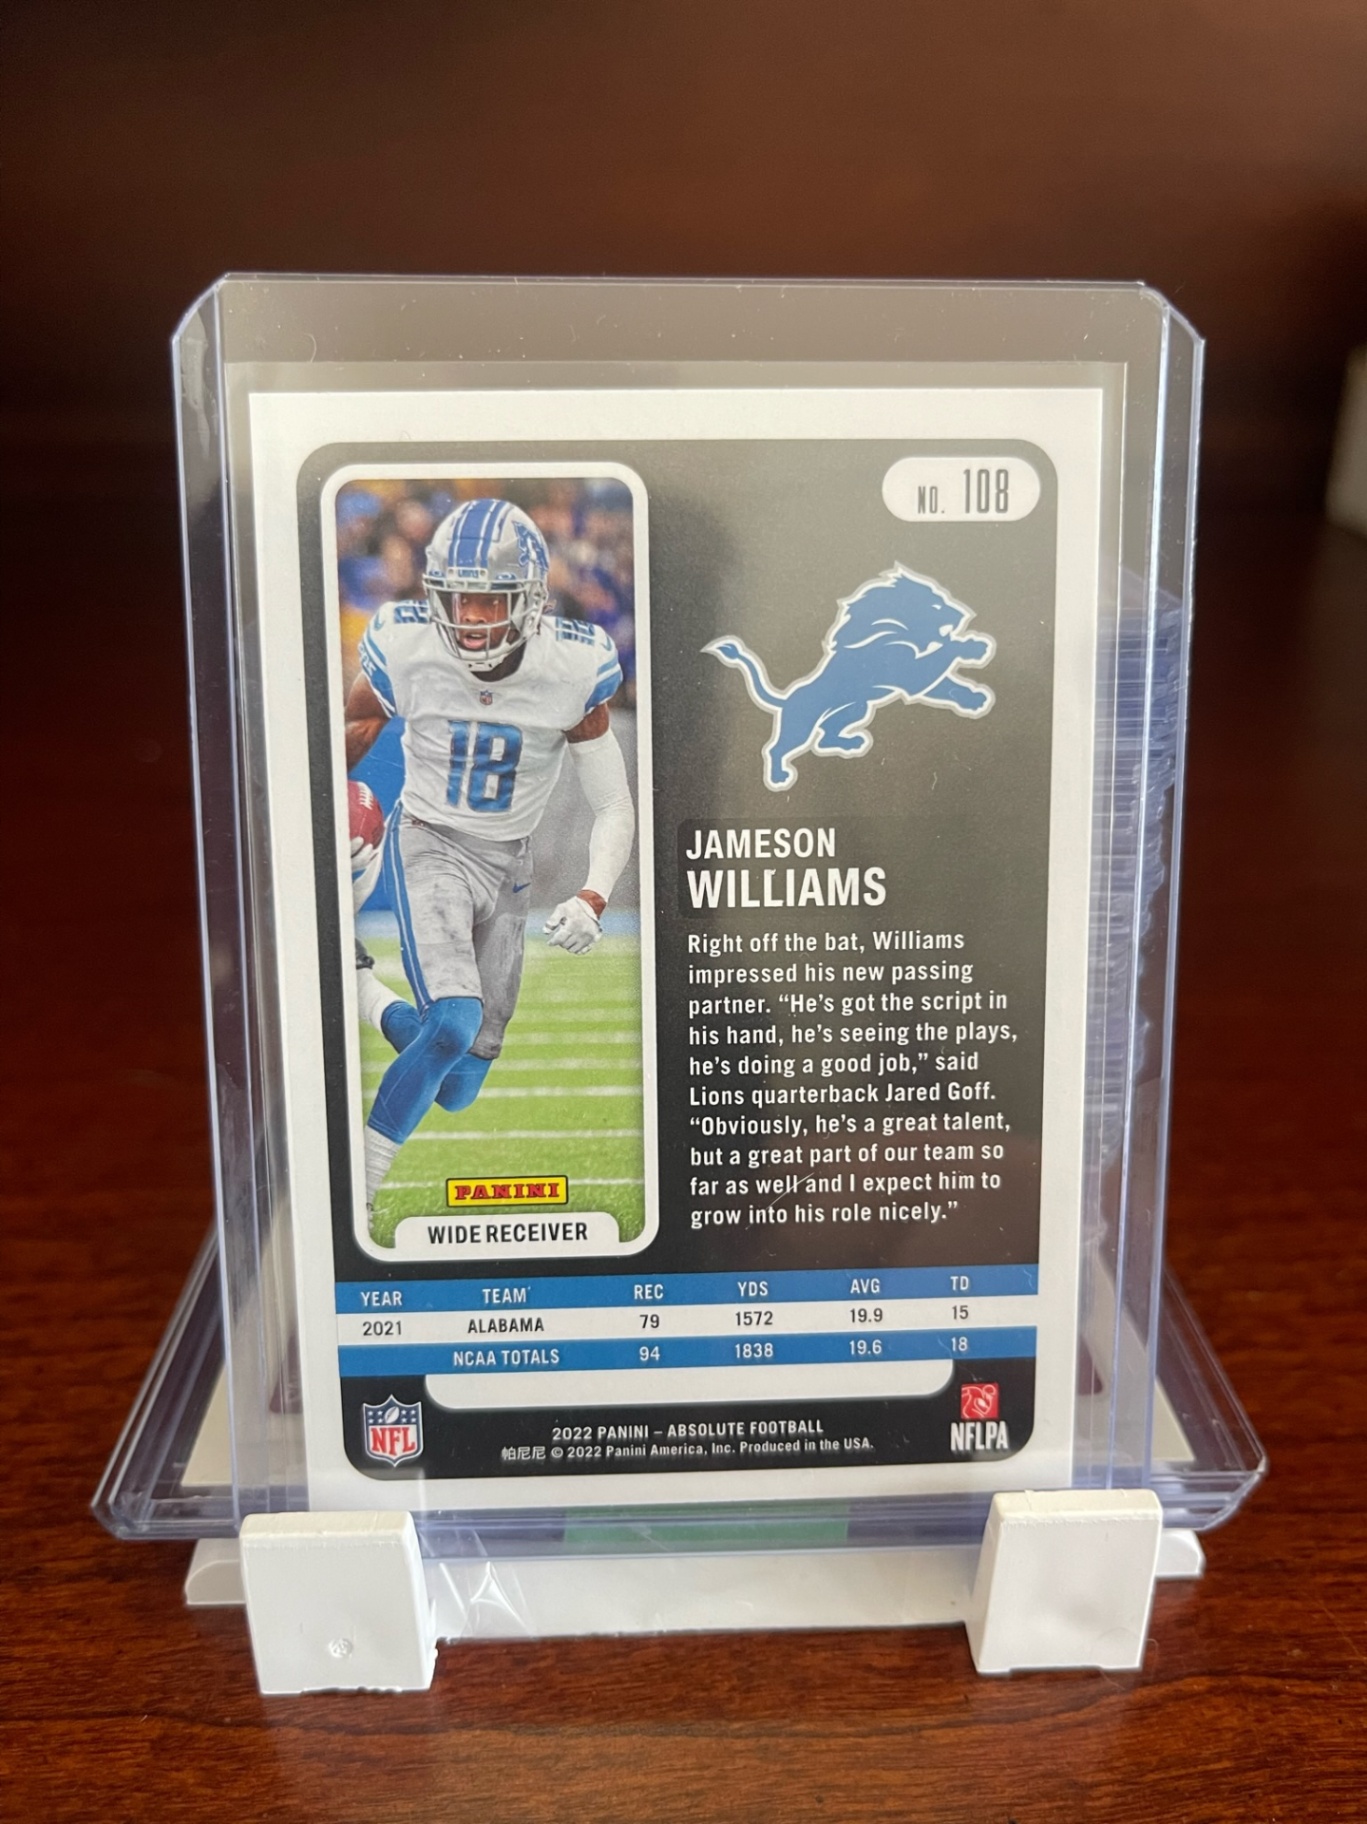 NO. 108
LIONS
18
JAMESON
WILLIAMS
Right off the bat, Williams
impressed his new passing
partner. “He’s got the script in
his hand, he’s seeing the plays,
he’s doing a good job,” said
Lions quarterback Jared Goff.
“Obviously, he’s a great talent,
but a great part of our team so
far as well and I expect him to
grow into his role nicely.”
PANINI
WIDE RECEIVER
YEAR TEAM REC YDS AVG TD
2021 ALABAMA 79 1572 19.9 15
NCAA TOTALS 94 1838 19.6 18
NFL
2022 PANINI – ABSOLUTE FOOTBALL
帕尼尼 © 2022 Panini America, Inc. Produced in the USA.
NFLPA